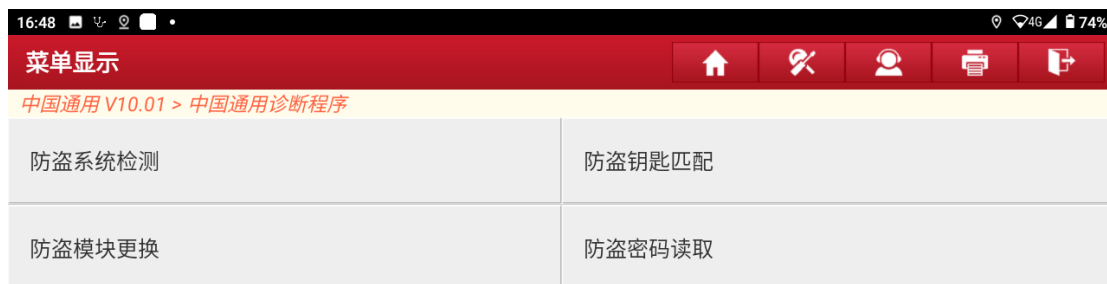 16:48
4G 74%
菜单显示
中国通用 V10.01 > 中国通用诊断程序
防盗系统检测
防盗钥匙匹配
防盗模块更换
防盗密码读取